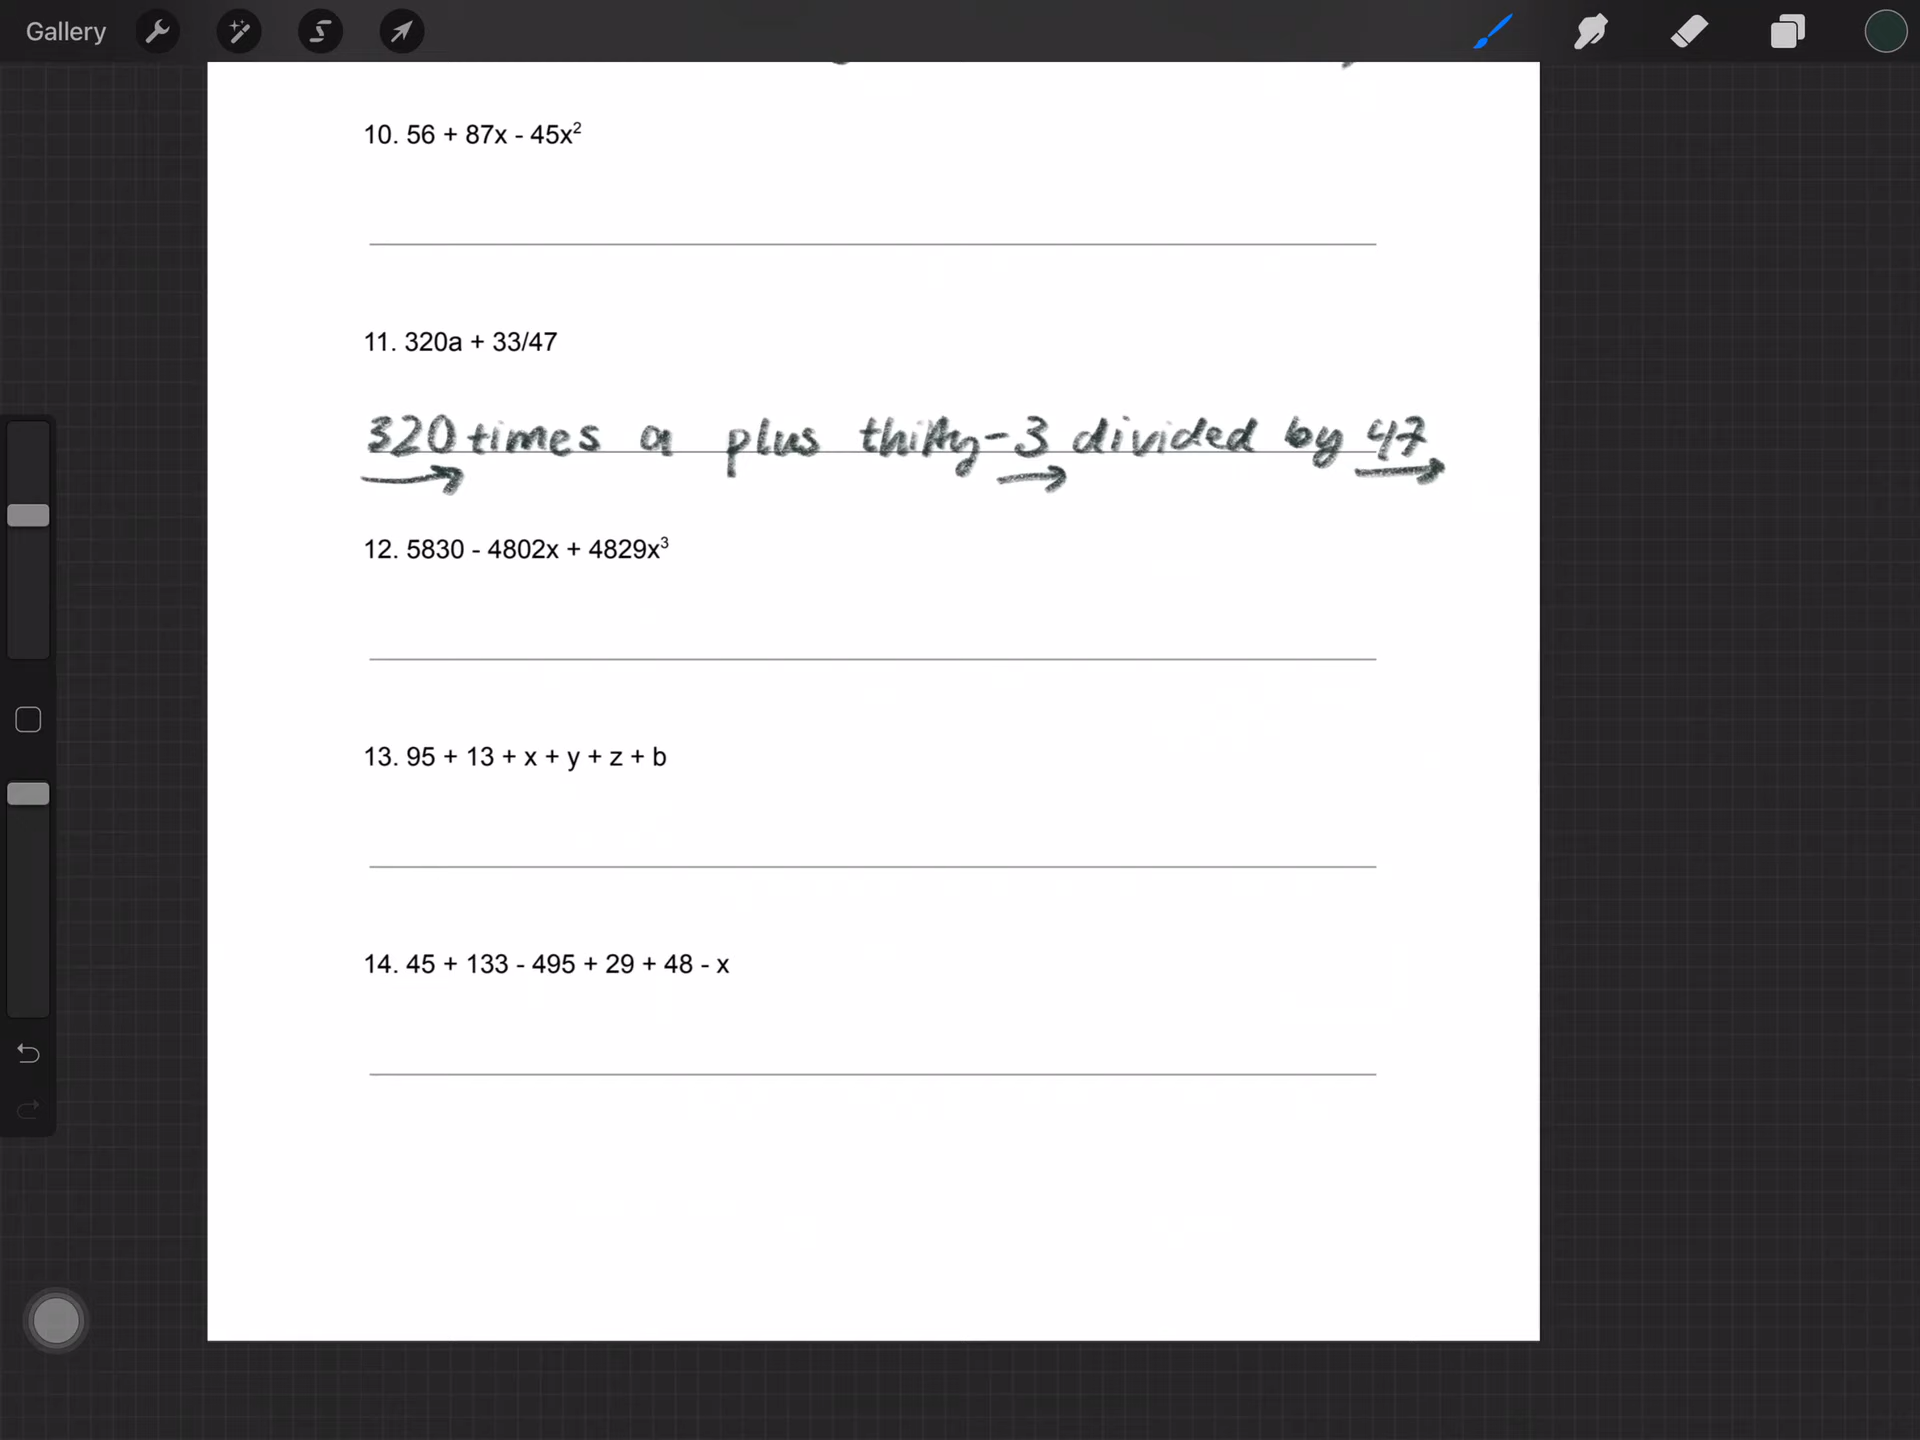 Gallery
10. 56 + 87x - 45x²
11. 320a + 33/47
320 times a plus thirty-3 divided by 47
12. 5830 - 4802x + 4829x³
13. 95 + 13 + x + y + z + b
14. 45 + 133 - 495 + 29 + 48 - x